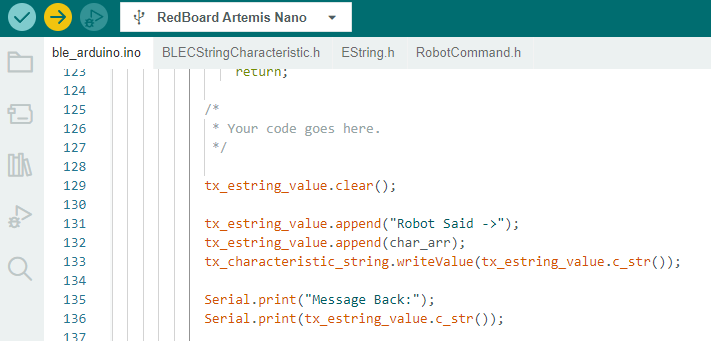 RedBoard Artemis Nano
ble_arduino.ino BLECStringCharacteristic.h EString.h RobotCommand.h
123 return;
124
125 /*
126 * Your code goes here.
127 */
128
129 tx_estring_value.clear();
130
131 tx_estring_value.append("Robot Said ->");
132 tx_estring_value.append(char_arr);
133 tx_characteristic_string.writeValue(tx_estring_value.c_str());
134
135 Serial.print("Message Back:");
136 Serial.print(tx_estring_value.c_str());
137